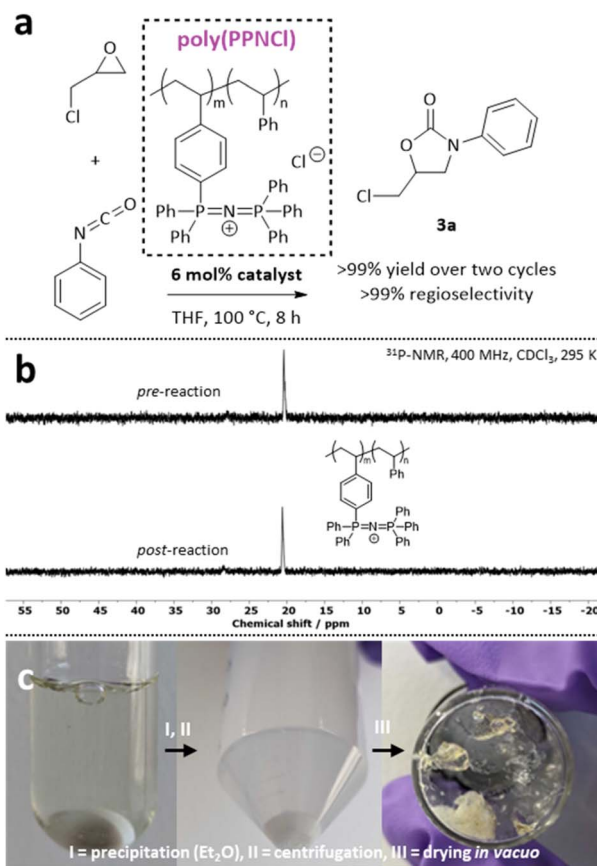 a
poly(PPNCl)
O
Cl
+
N
C
O
m
n
Ph
Cl ⊖
Ph
Ph
P=N=P
Ph
Ph
Ph
⊕
6 mol% catalyst
THF, 100 °C, 8 h
O
O
N
Cl
3a
>99% yield over two cycles
>99% regioselectivity
b
³¹P-NMR, 400 MHz, CDCl₃, 295 K
pre-reaction
m
n
Ph
Ph-P=N=P-Ph
Ph
⊕
Ph
Ph
post-reaction
55 50 45 40 35 30 25 20 15 10 5 0 -5 -10 -15 -20
Chemical shift / ppm
c
I, II
III
I = precipitation (Et₂O), II = centrifugation, III = drying in vacuo